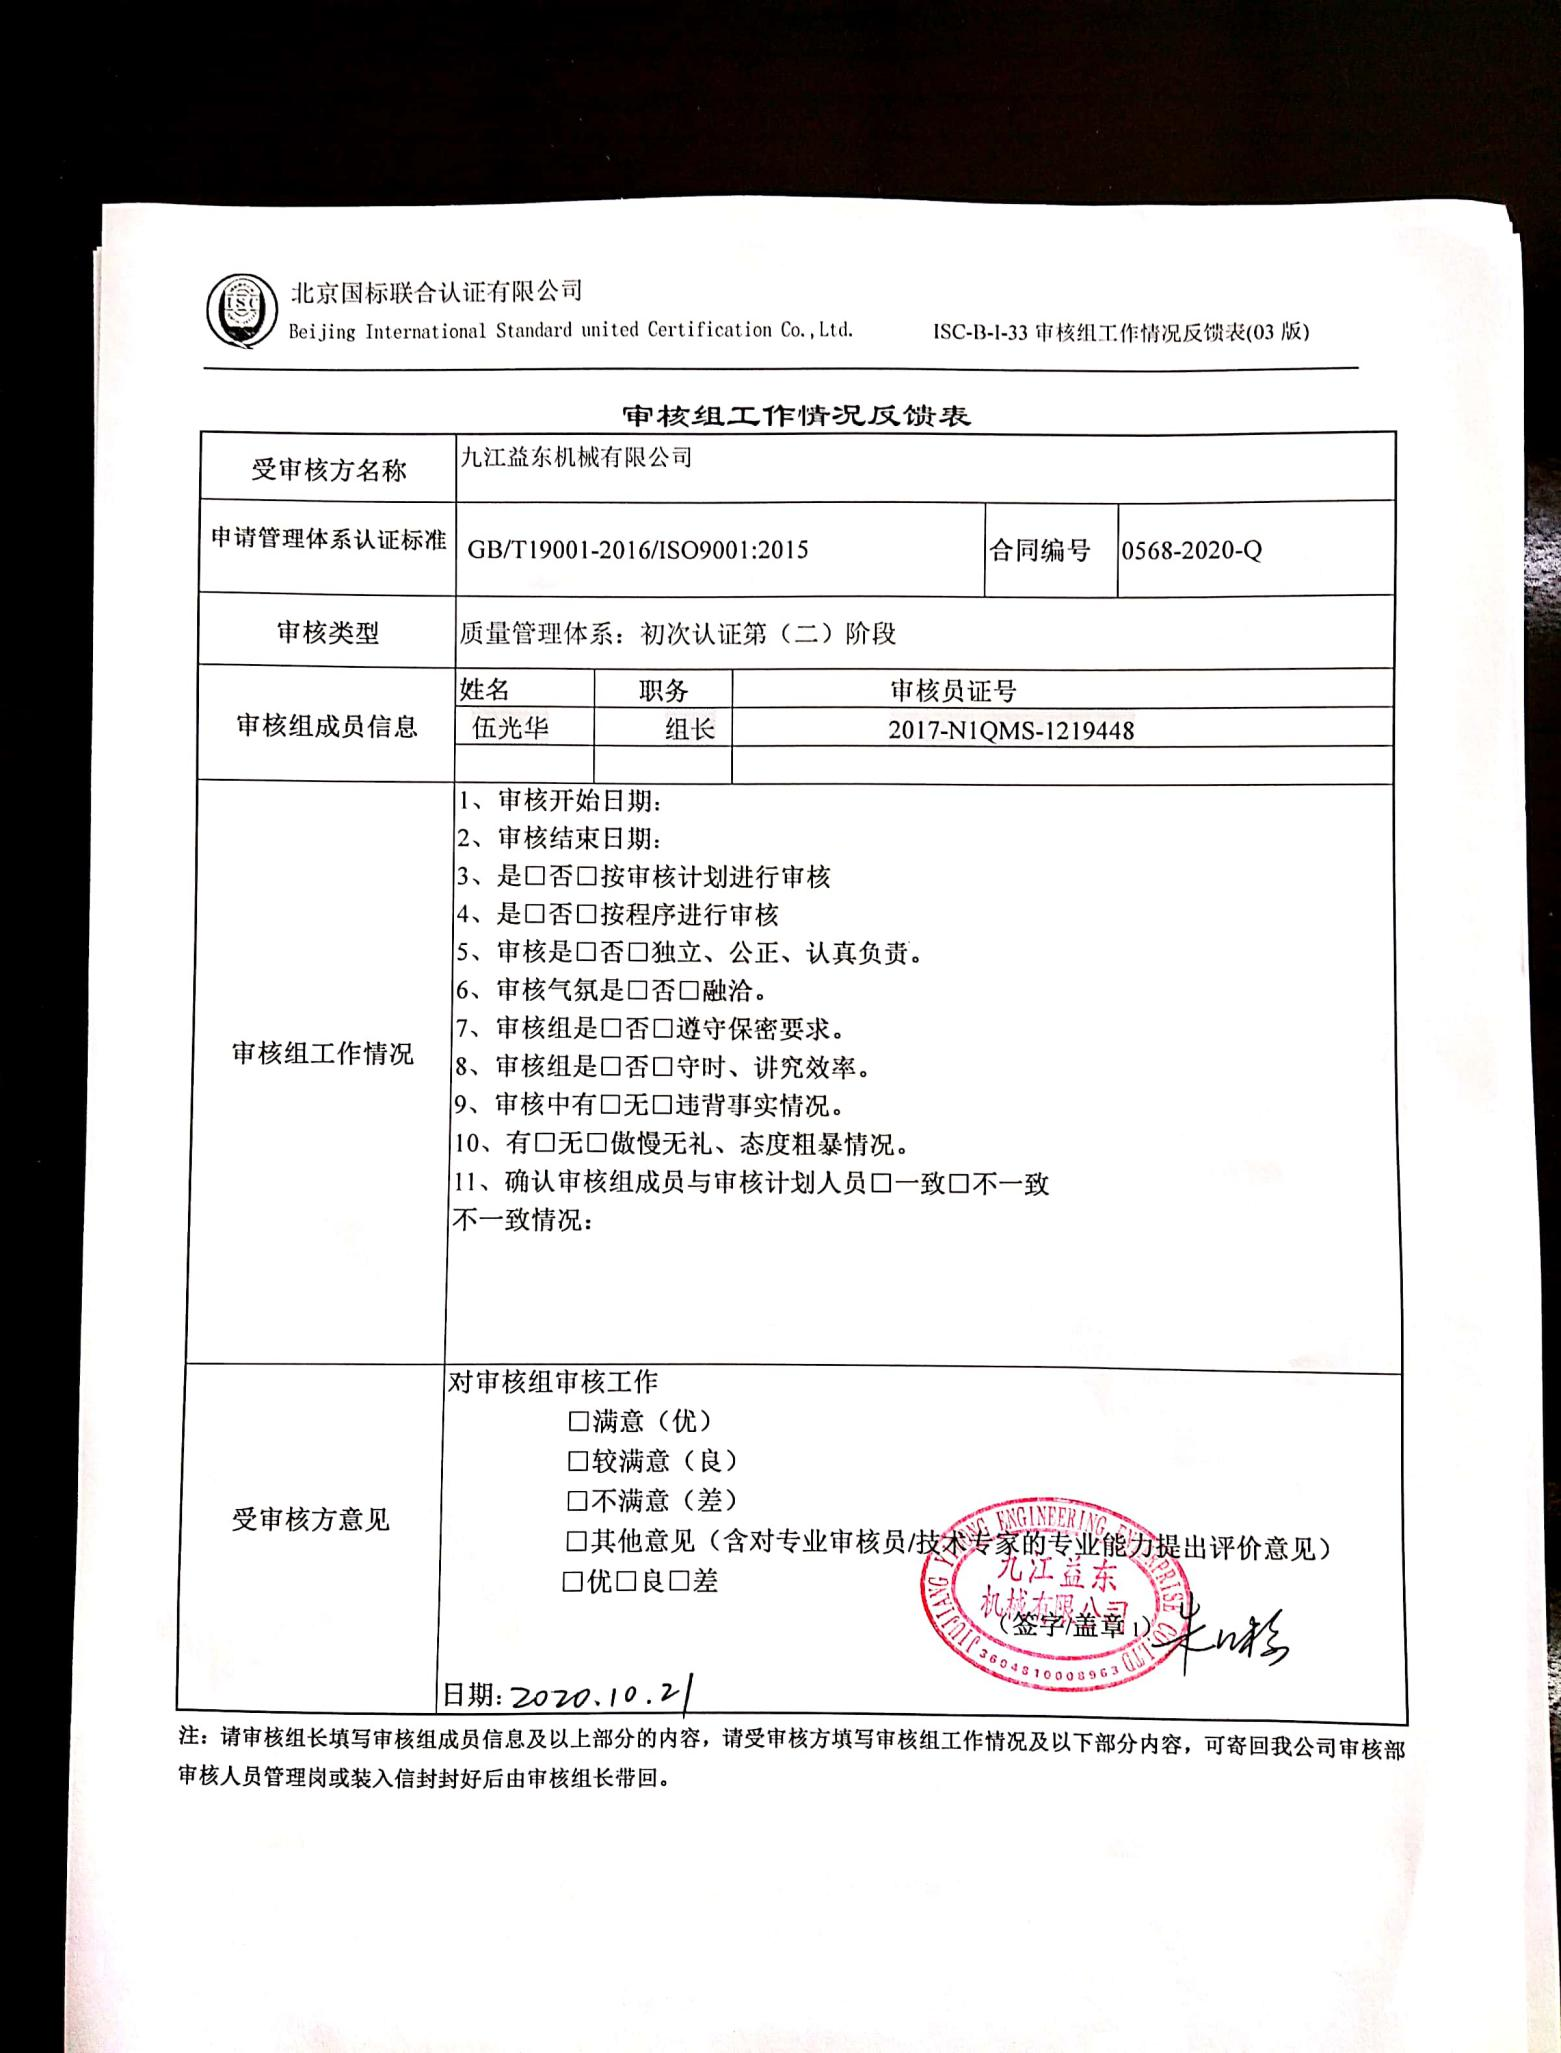 ISC
北京国标联合认证有限公司
Beijing International Standard united Certification Co.,Ltd.
ISC-B-I-33 审核组工作情况反馈表(03 版)
审核组工作情况反馈表
受审核方名称
九江益东机械有限公司
申请管理体系认证标准
GB/T19001-2016/ISO9001:2015
合同编号
0568-2020-Q
审核类型
质量管理体系：初次认证第（二）阶段
审核组成员信息
姓名
职务
审核员证号
伍光华
组长
2017-N1QMS-1219448
审核组工作情况
1、审核开始日期：
2、审核结束日期：
3、是□否□按审核计划进行审核
4、是□否□按程序进行审核
5、审核是□否□独立、公正、认真负责。
6、审核气氛是□否□融洽。
7、审核组是□否□遵守保密要求。
8、审核组是□否□守时、讲究效率。
9、审核中有□无□违背事实情况。
10、有□无□傲慢无礼、态度粗暴情况。
11、确认审核组成员与审核计划人员□一致□不一致
不一致情况：
受审核方意见
对审核组审核工作
□满意（优）
□较满意（良）
□不满意（差）
□其他意见（含对专业审核员/技术专家的专业能力提出评价意见）
□优□良□差
（签字/盖章）
JIUJIANG YIDONG ENGINEERING ENTERPRISE CO.LTD
九江益东
机械有限公司
3604810008963
日期：2020.10.21
注：请审核组长填写审核组成员信息及以上部分的内容，请受审核方填写审核组工作情况及以下部分内容，可寄回我公司审核部
审核人员管理岗或装入信封封好后由审核组长带回。